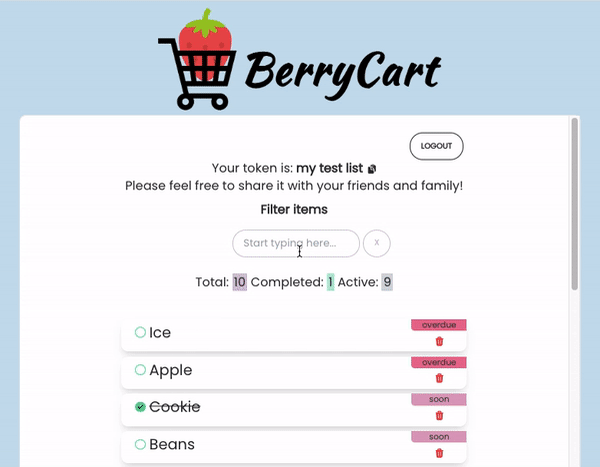 BerryCart
LOGOUT
Your token is: my test list
Please feel free to share it with your friends and family!
Filter items
Start typing here...
X
Total: 10 Completed: 1 Active: 9
Ice
overdue
Apple
overdue
Cookie
soon
Beans
soon